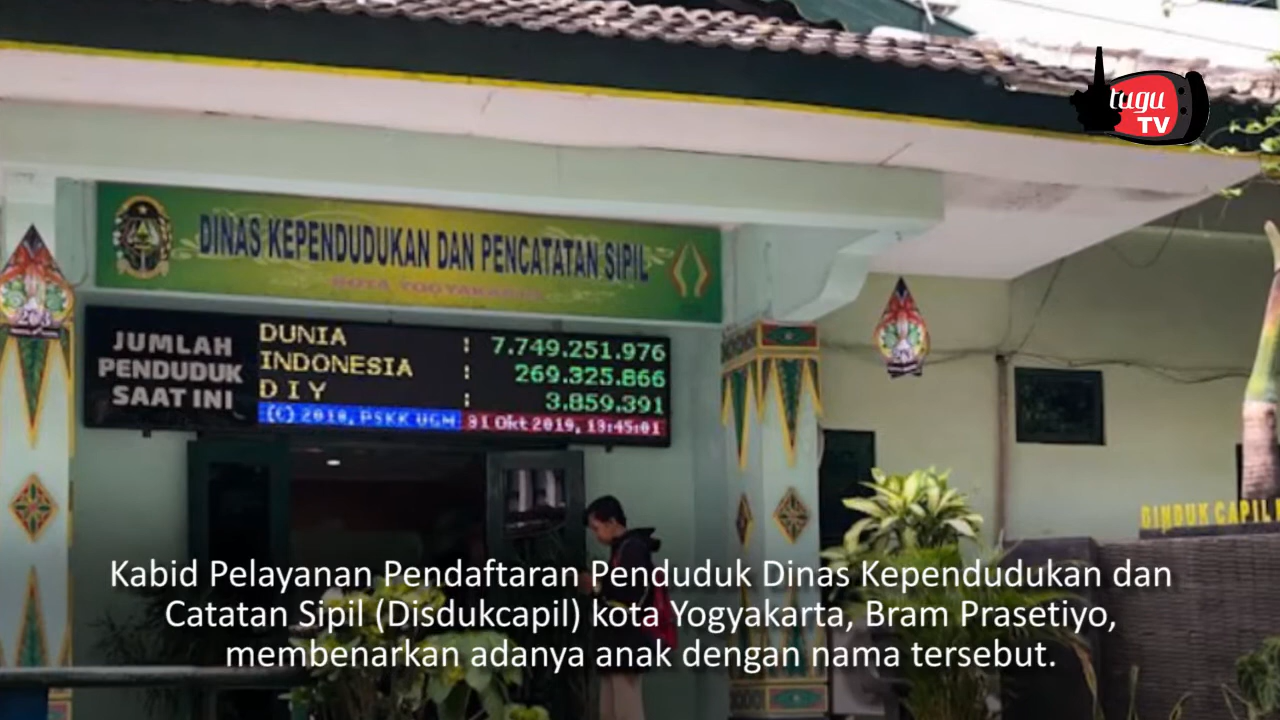 tugu
TV
DINAS KEPENDUDUKAN DAN PENCATATAN SIPIL
KOTA YOGYAKARTA
JUMLAH
PENDUDUK
SAAT INI
DUNIA : 7.749.251.976
INDONESIA : 269.325.866
DIY : 3.859.391
(C) 2010, PSKK UGM 31 Okt 2019, 13:45:01
DINDUK CAPIL
Kabid Pelayanan Pendaftaran Penduduk Dinas Kependudukan dan
Catatan Sipil (Disdukcapil) kota Yogyakarta, Bram Prasetiyo,
membenarkan adanya anak dengan nama tersebut.